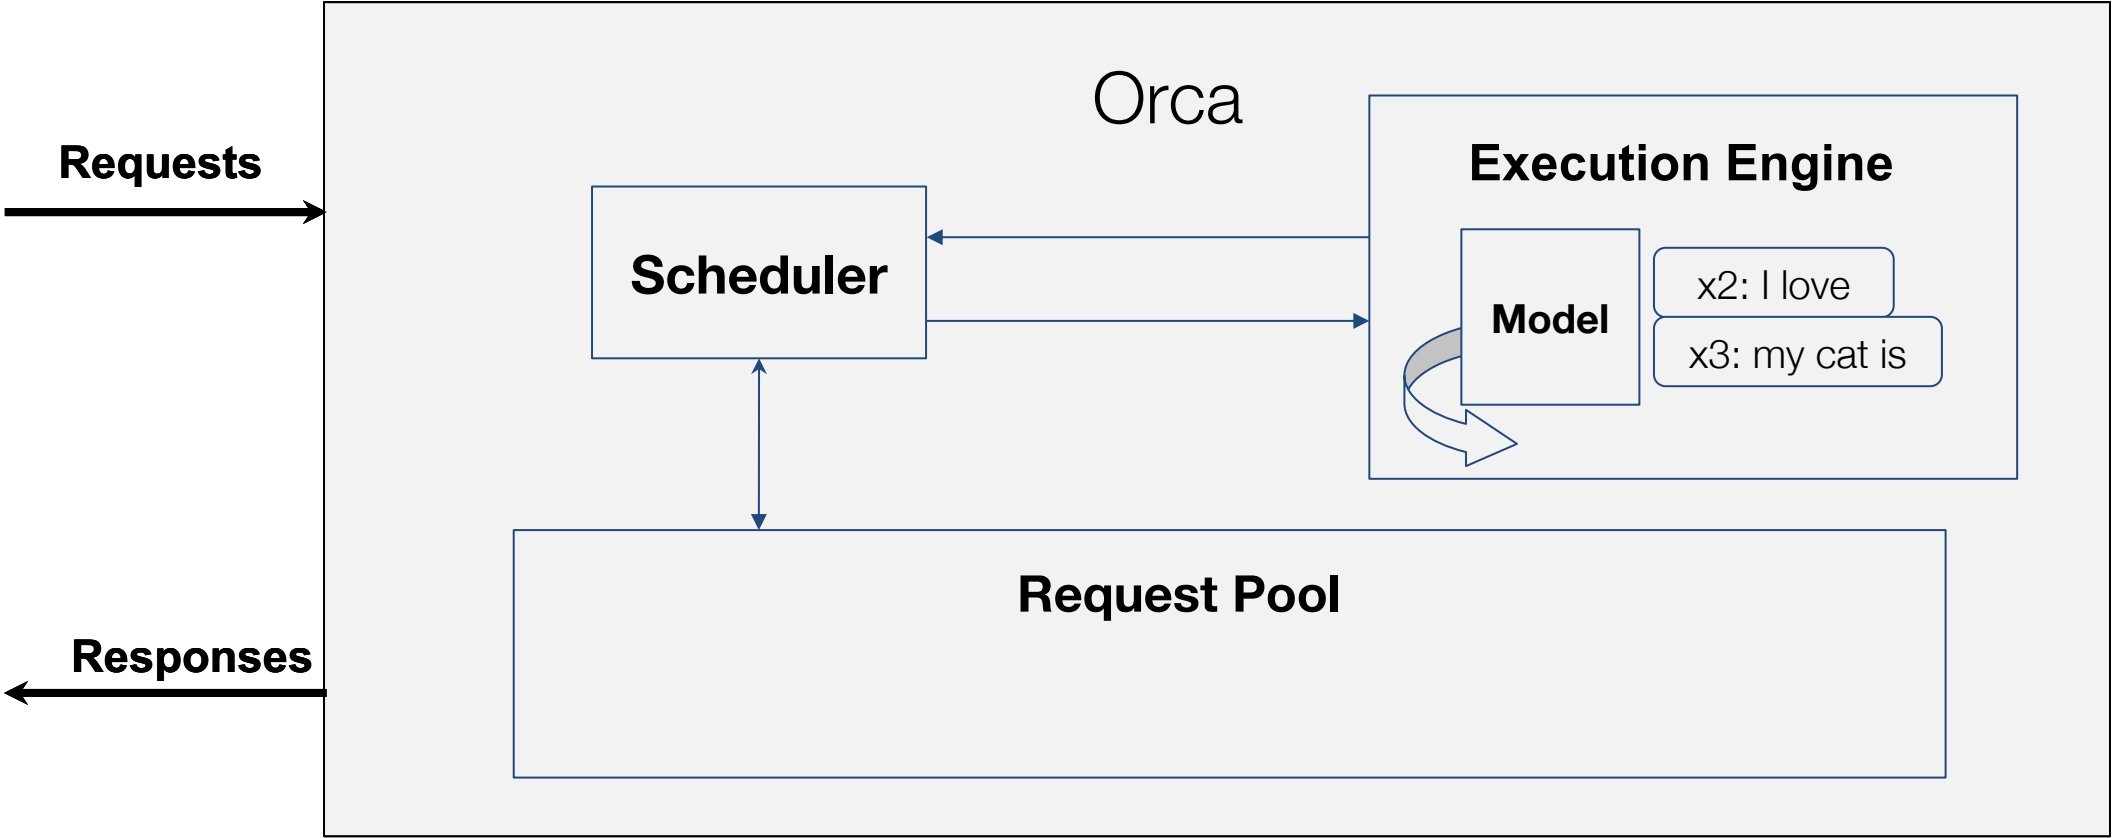 Orca
Requests
Execution Engine
Scheduler
Model
x2: I love
x3: my cat is
Request Pool
Responses